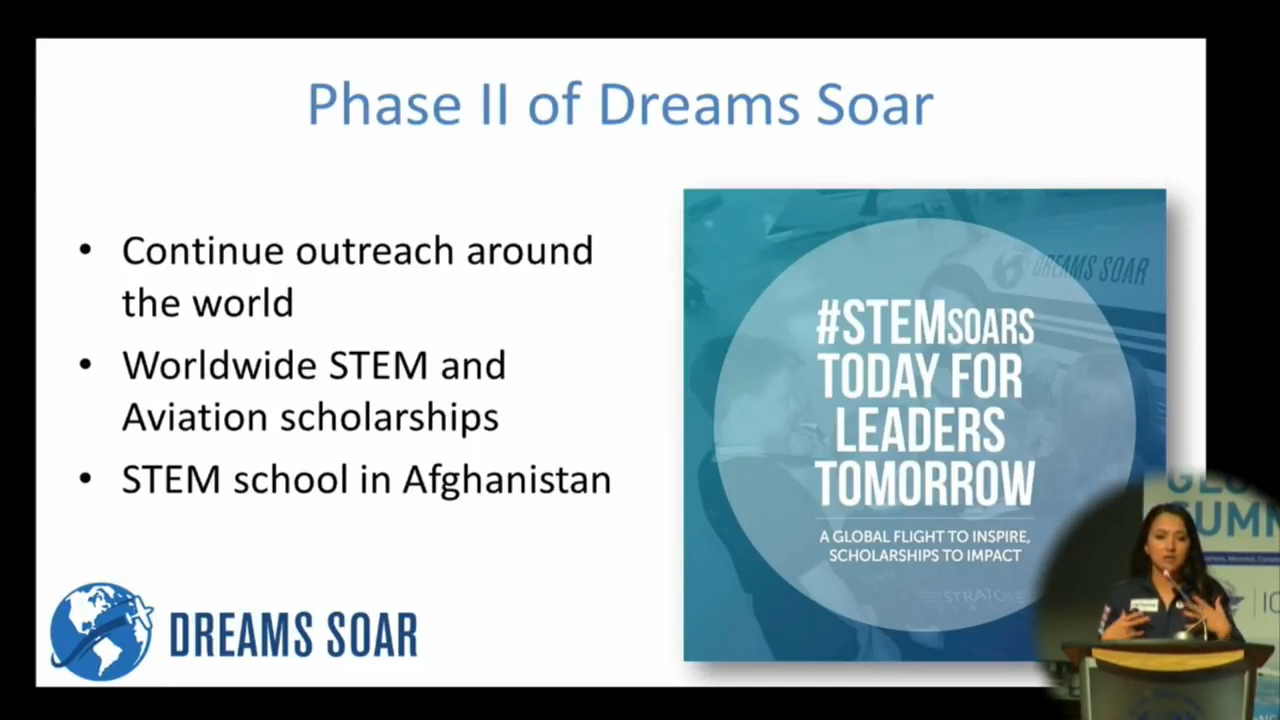 Phase II of Dreams Soar
• Continue outreach around
the world
• Worldwide STEM and
Aviation scholarships
• STEM school in Afghanistan
DREAMS SOAR
DREAMS SOAR
#STEMSOARS
TODAY FOR
LEADERS
TOMORROW
A GLOBAL FLIGHT TO INSPIRE,
SCHOLARSHIPS TO IMPACT